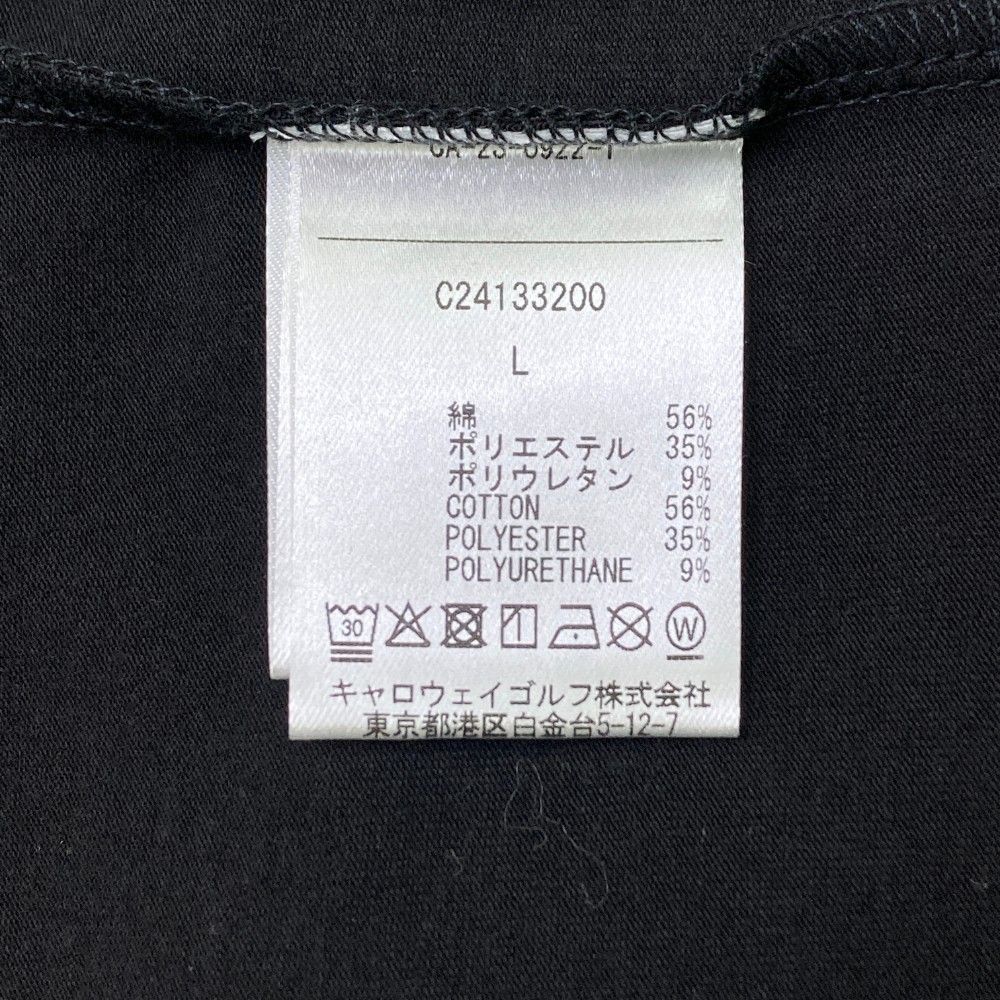 C24133200
L
綿 56%
ポリエステル 35%
ポリウレタン 9%
COTTON 56%
POLYESTER 35%
POLYURETHANE 9%
30 W
キャロウェイゴルフ株式会社
東京都港区白金台5-12-7